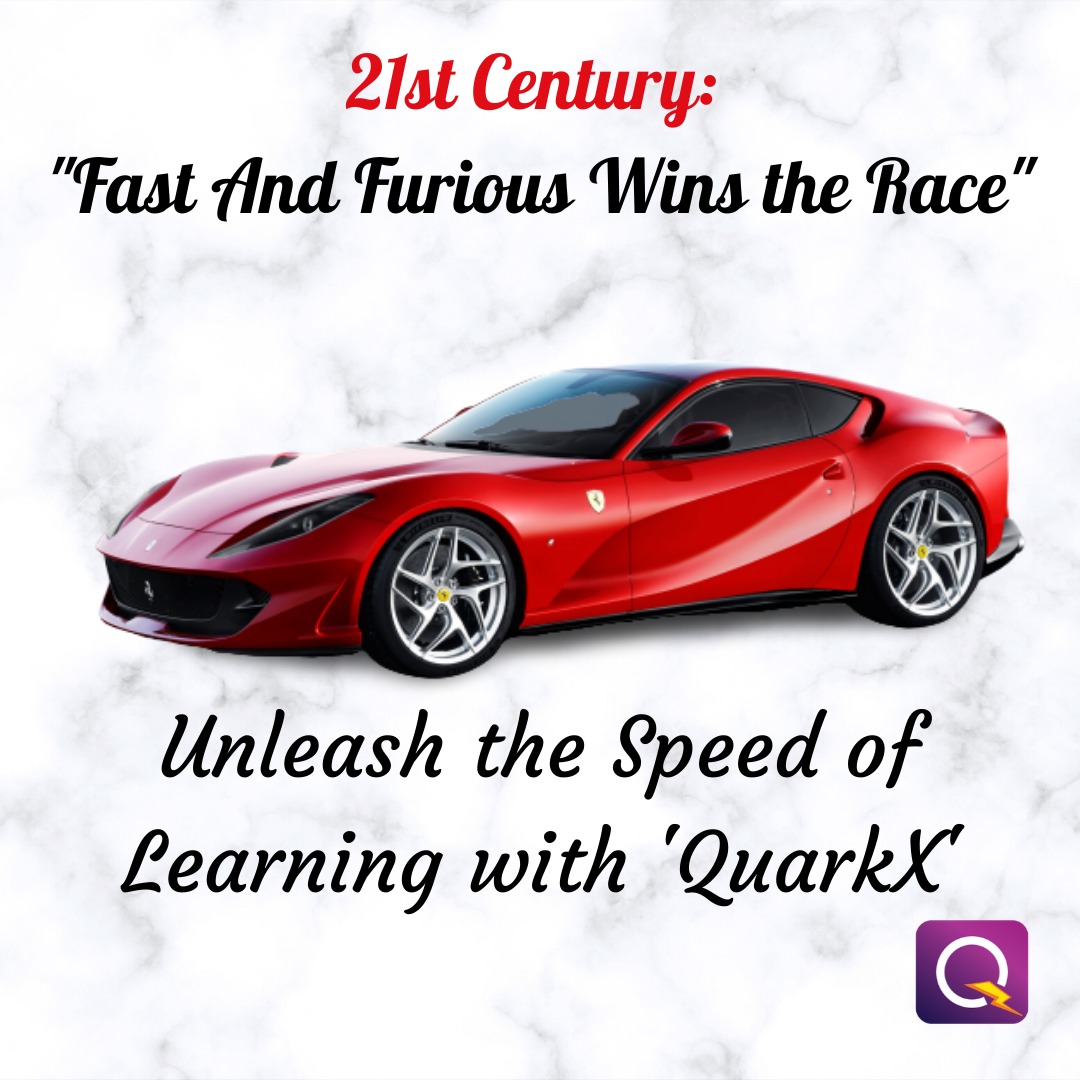 21st Century:
"Fast And Furious Wins the Race"
Unleash the Speed of
Learning with 'QuarkX'